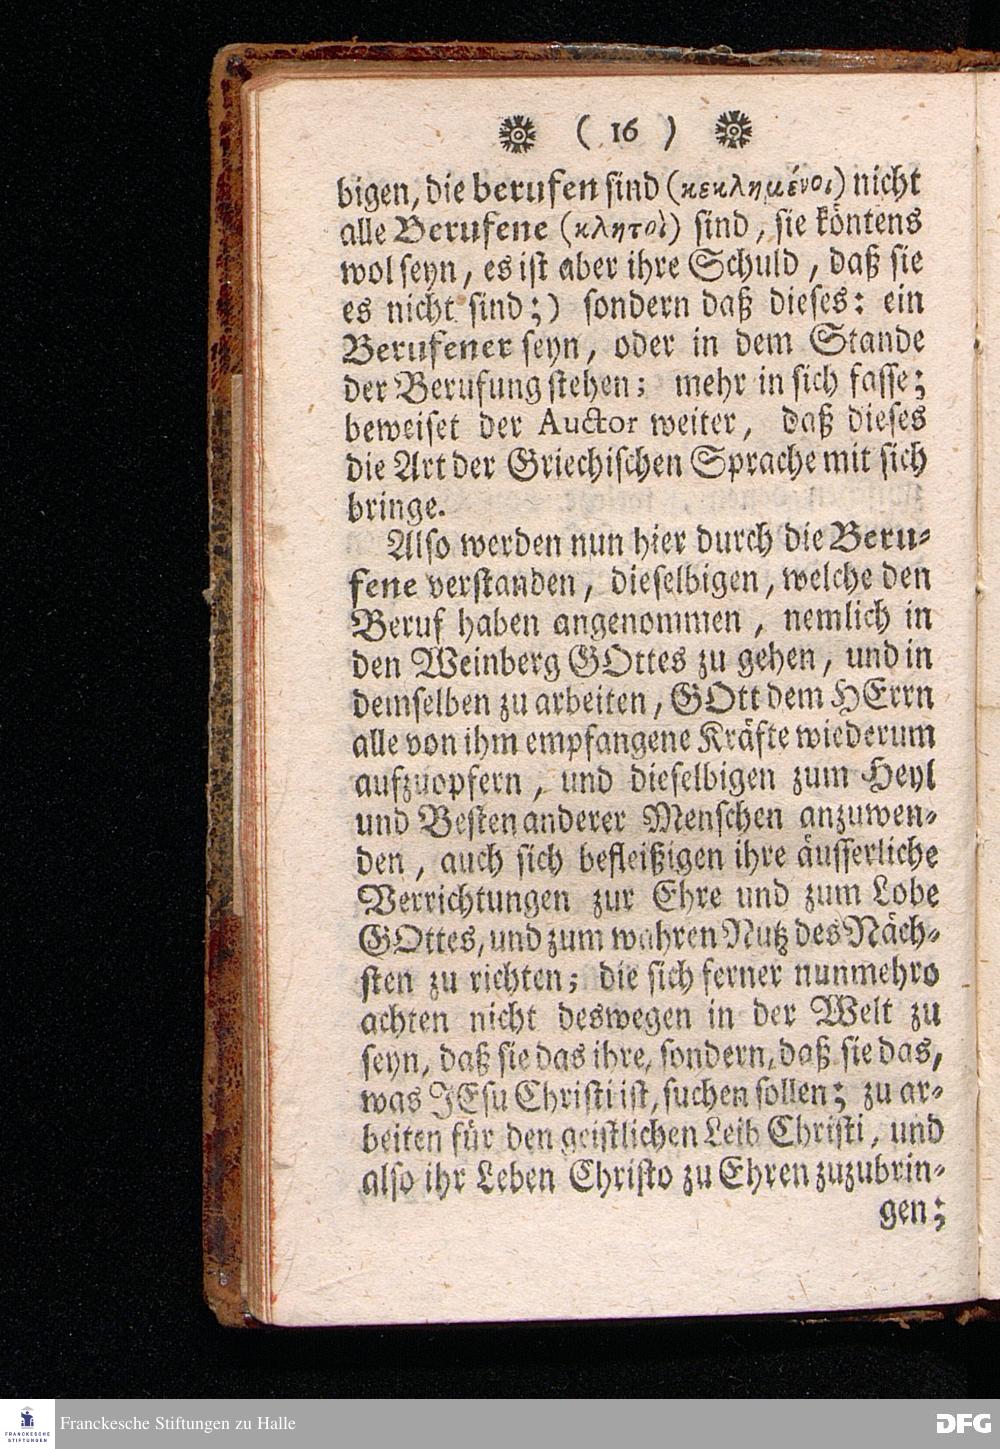 ( 16 )
bigen, die berufen sind (κεκλημένοι) nicht
alle Berufene (κλητοὶ) sind, sie köntens
wol seyn, es ist aber ihre Schuld, daß sie
es nicht sind;) sondern daß dieses: ein
Berufener seyn, oder in dem Stande
der Berufung stehen; mehr in sich fasse;
beweiset der Auctor weiter, daß dieses
die Art der Griechischen Sprache mit sich
bringe.
Also werden nun hier durch die Beru-
fene verstanden, dieselbigen, welche den
Beruf haben angenommen, nemlich in
den Weinberg GOttes zu gehen, und in
demselben zu arbeiten, GOtt dem HErrn
alle von ihm empfangene Kräfte wiederum
aufzuopfern, und dieselbigen zum Heyl
und Besten anderer Menschen anzuwen-
den, auch sich befleißigen ihre äusserliche
Verrichtungen zur Ehre und zum Lobe
GOttes, und zum wahren Nutz des Näch-
sten zu richten; die sich ferner nunmehro
achten nicht deswegen in der Welt zu
seyn, daß sie das ihre, sondern, daß sie das,
was JEsu Christi ist, suchen sollen; zu ar-
beiten für den geistlichen Leib Christi, und
also ihr Leben Christo zu Ehren zuzubrin-
gen;
FRANCKESCHE
STIFTUNGEN
Franckesche Stiftungen zu Halle
DFG